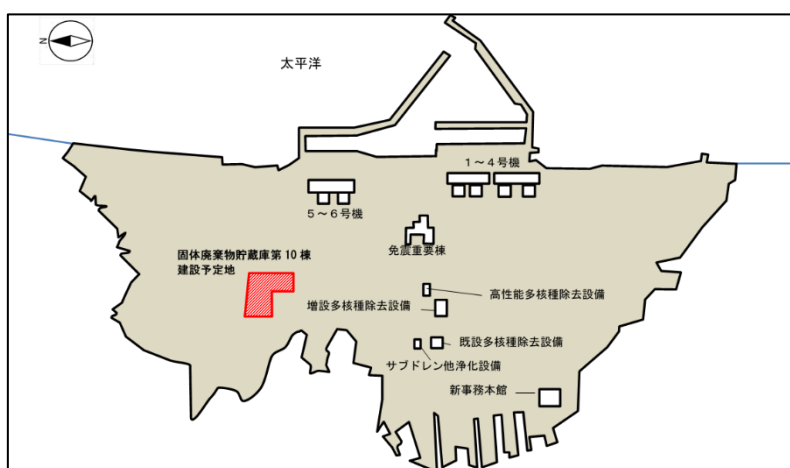 N
太平洋
1～4号機
5～6号機
免震重要棟
固体廃棄物貯蔵庫第 10 棟
建設予定地
高性能多核種除去設備
増設多核種除去設備
既設多核種除去設備
サブドレン他浄化設備
新事務本館